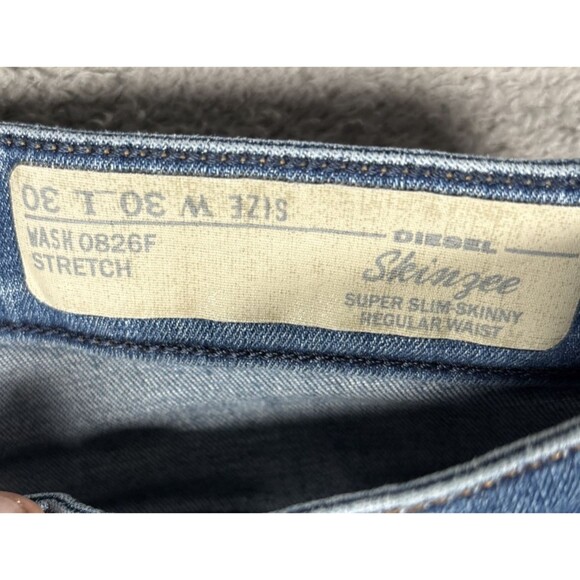 SIZE W 30 L 30
WASH 0826F
STRETCH
DIESEL
Skinzee
SUPER SLIM-SKINNY
REGULAR WAIST